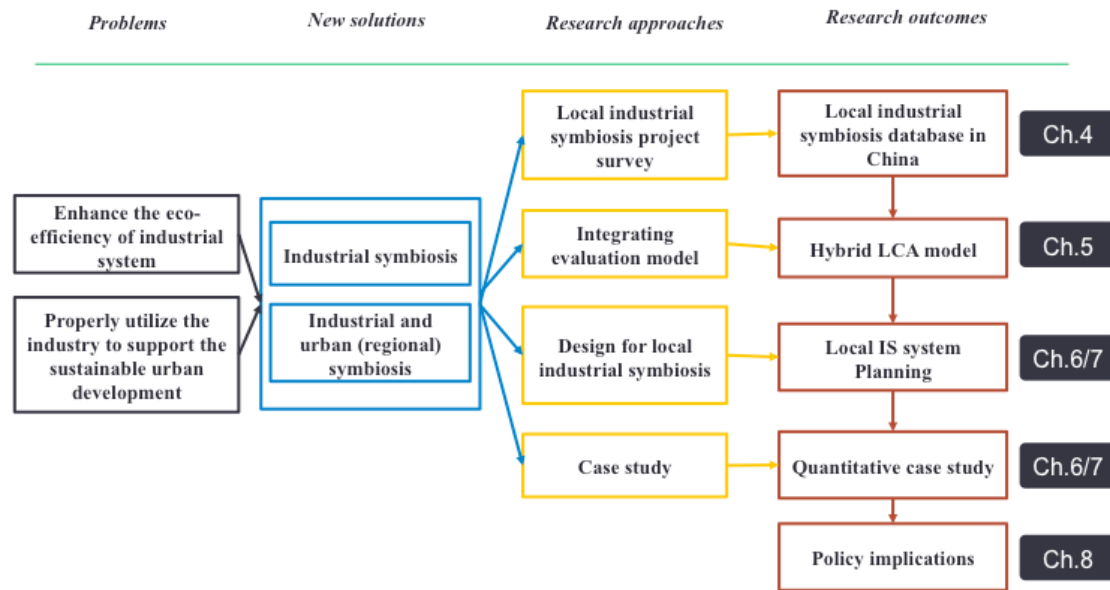 Problems
New solutions
Research approaches
Research outcomes
Enhance the eco-
efficiency of industrial
system
Properly utilize the
industry to support the
sustainable urban
development
Industrial symbiosis
Industrial and
urban (regional)
symbiosis
Local industrial
symbiosis project
survey
Integrating
evaluation model
Design for local
industrial symbiosis
Case study
Local industrial
symbiosis database in
China
Hybrid LCA model
Local IS system
Planning
Quantitative case study
Policy implications
Ch.4
Ch.5
Ch.6/7
Ch.6/7
Ch.8